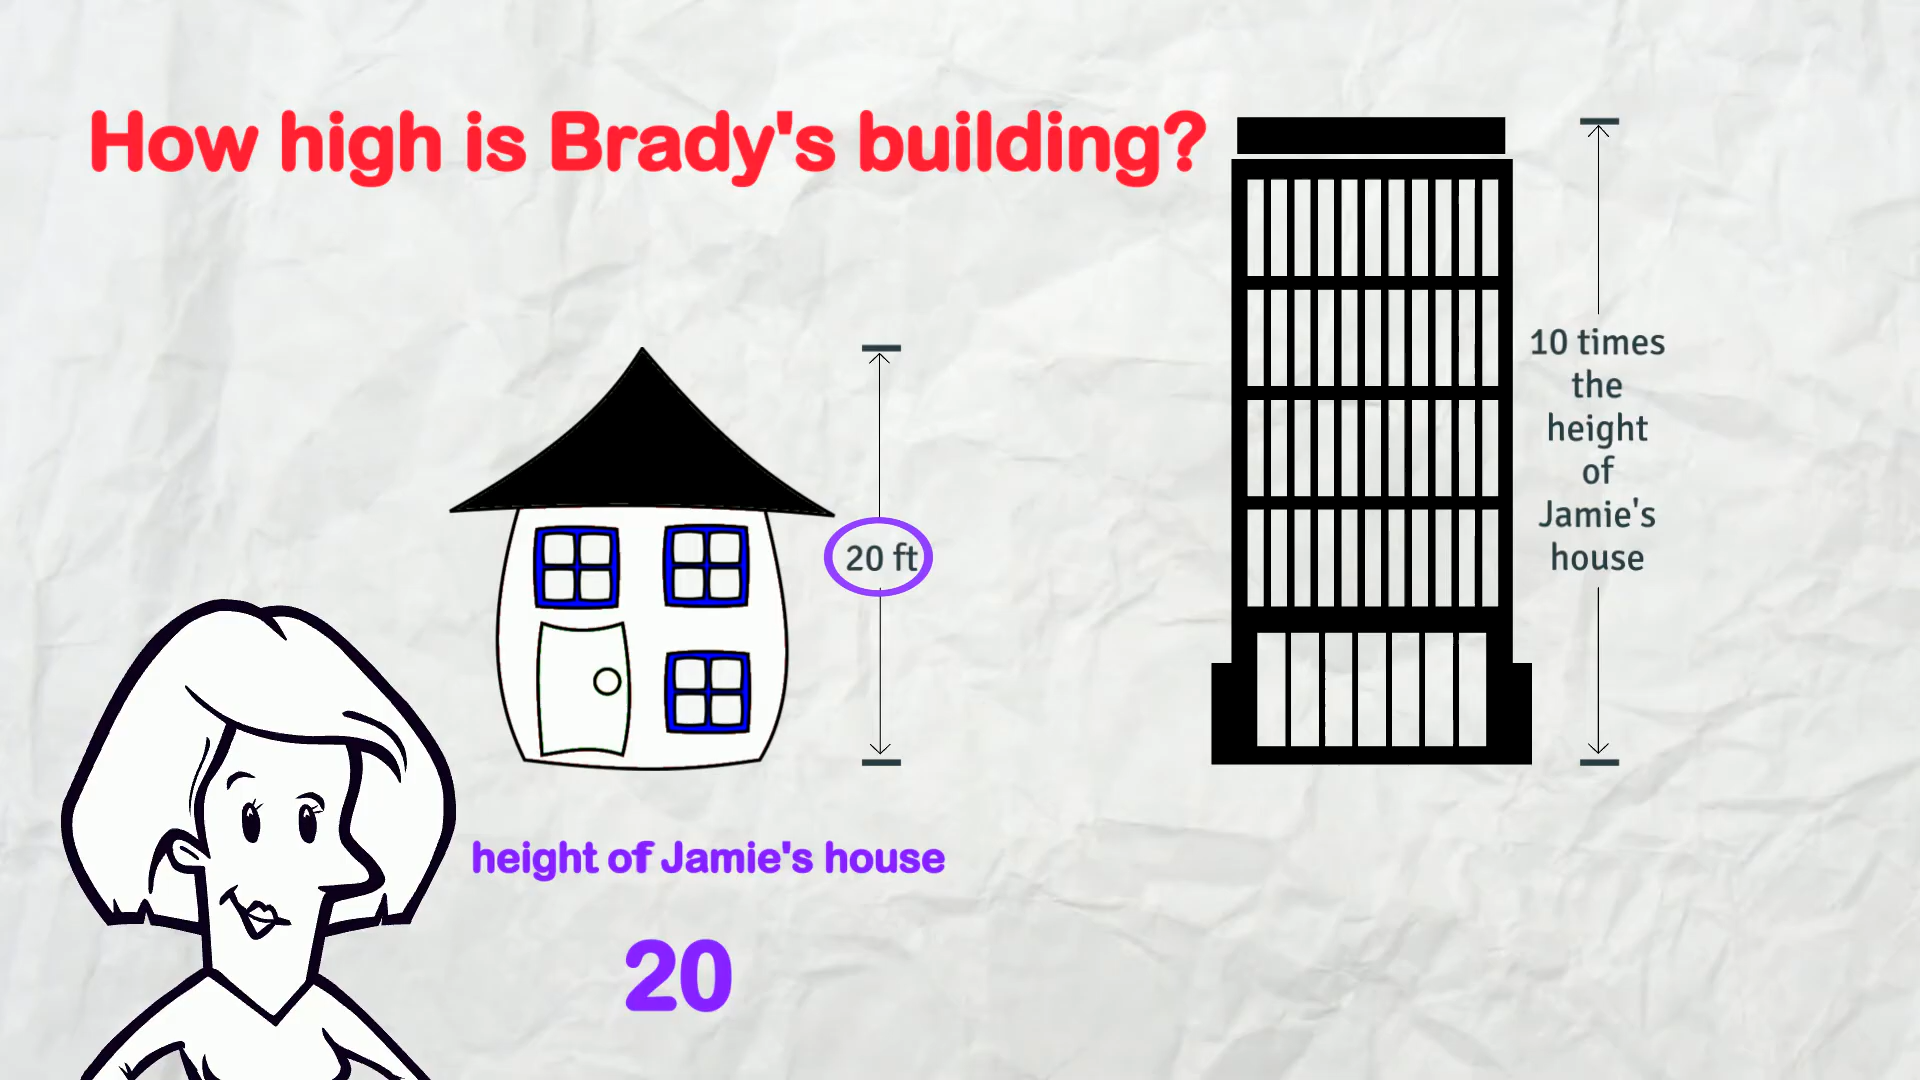 How high is Brady's building?
20 ft
10 times
the
height
of
Jamie's
house
height of Jamie's house
20